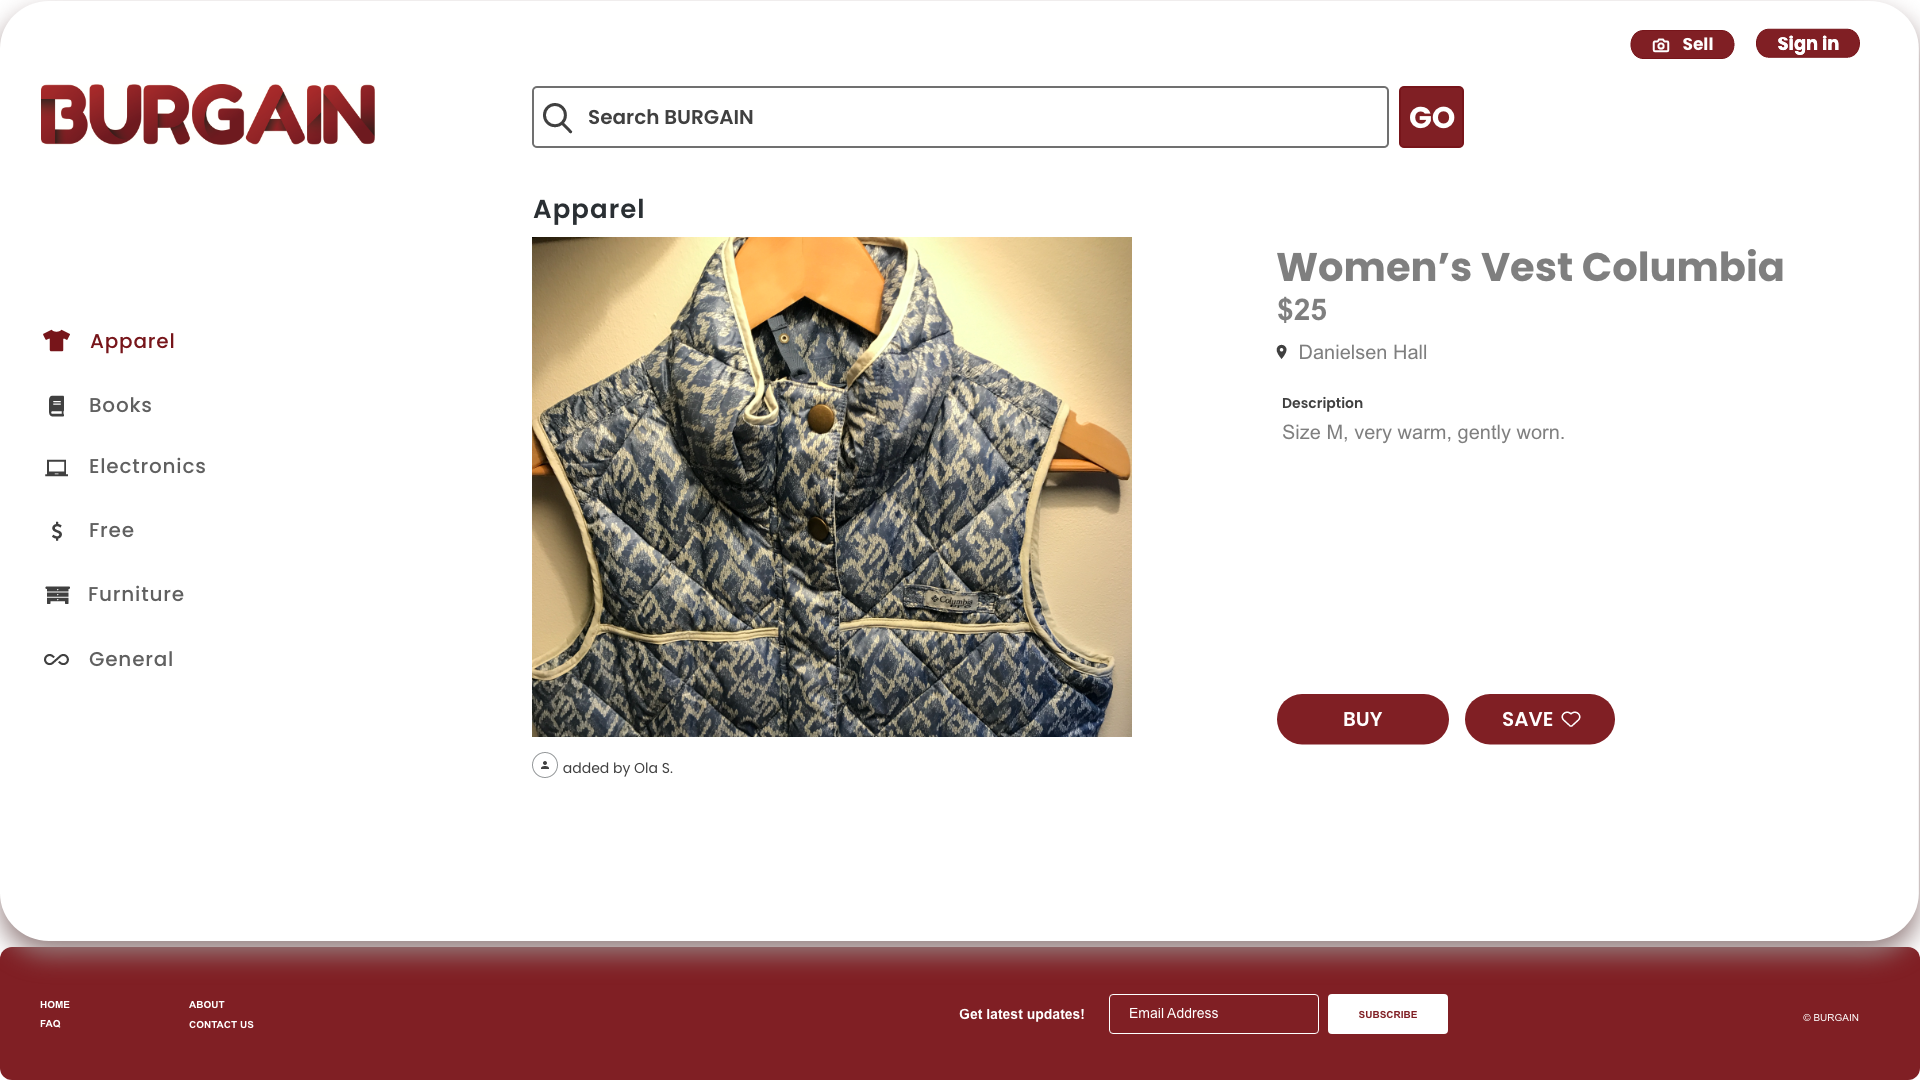 Sell
Sign in
BURGAIN
Search BURGAIN
GO
Apparel
Apparel
Books
Electronics
Free
Furniture
General
Columbia
Women’s Vest Columbia
$25
Danielsen Hall
Description
Size M, very warm, gently worn.
BUY
SAVE
added by Ola S.
HOME
FAQ
ABOUT
CONTACT US
Get latest updates!
Email Address
SUBSCRIBE
© BURGAIN